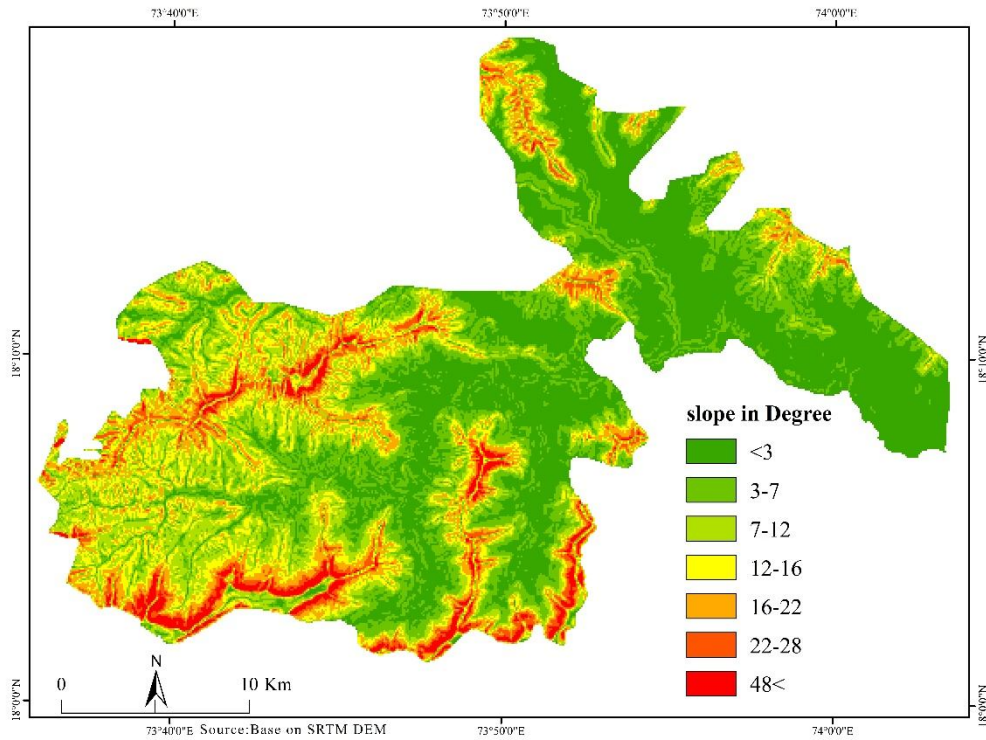 73°40'0"E
73°50'0"E
74°0'0"E
18°10'0"N
18°10'0"N
slope in Degree
<3
3-7
7-12
12-16
16-22
22-28
48<
N
0
10 Km
18°0'0"N
18°0'0"N
Source:Base on SRTM DEM
73°40'0"E
73°50'0"E
74°0'0"E